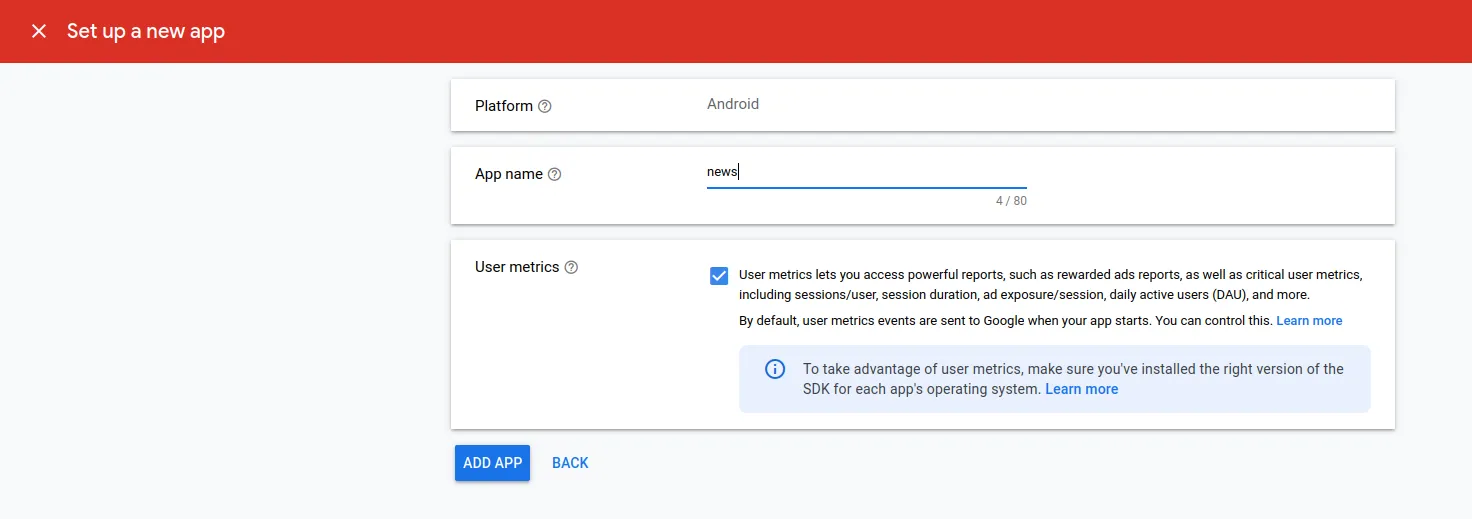 Set up a new app
Platform
Android
App name
news
4 / 80
User metrics
User metrics lets you access powerful reports, such as rewarded ads reports, as well as critical user metrics,
including sessions/user, session duration, ad exposure/session, daily active users (DAU), and more.
By default, user metrics events are sent to Google when your app starts. You can control this. Learn more
To take advantage of user metrics, make sure you've installed the right version of the
SDK for each app's operating system. Learn more
ADD APP
BACK